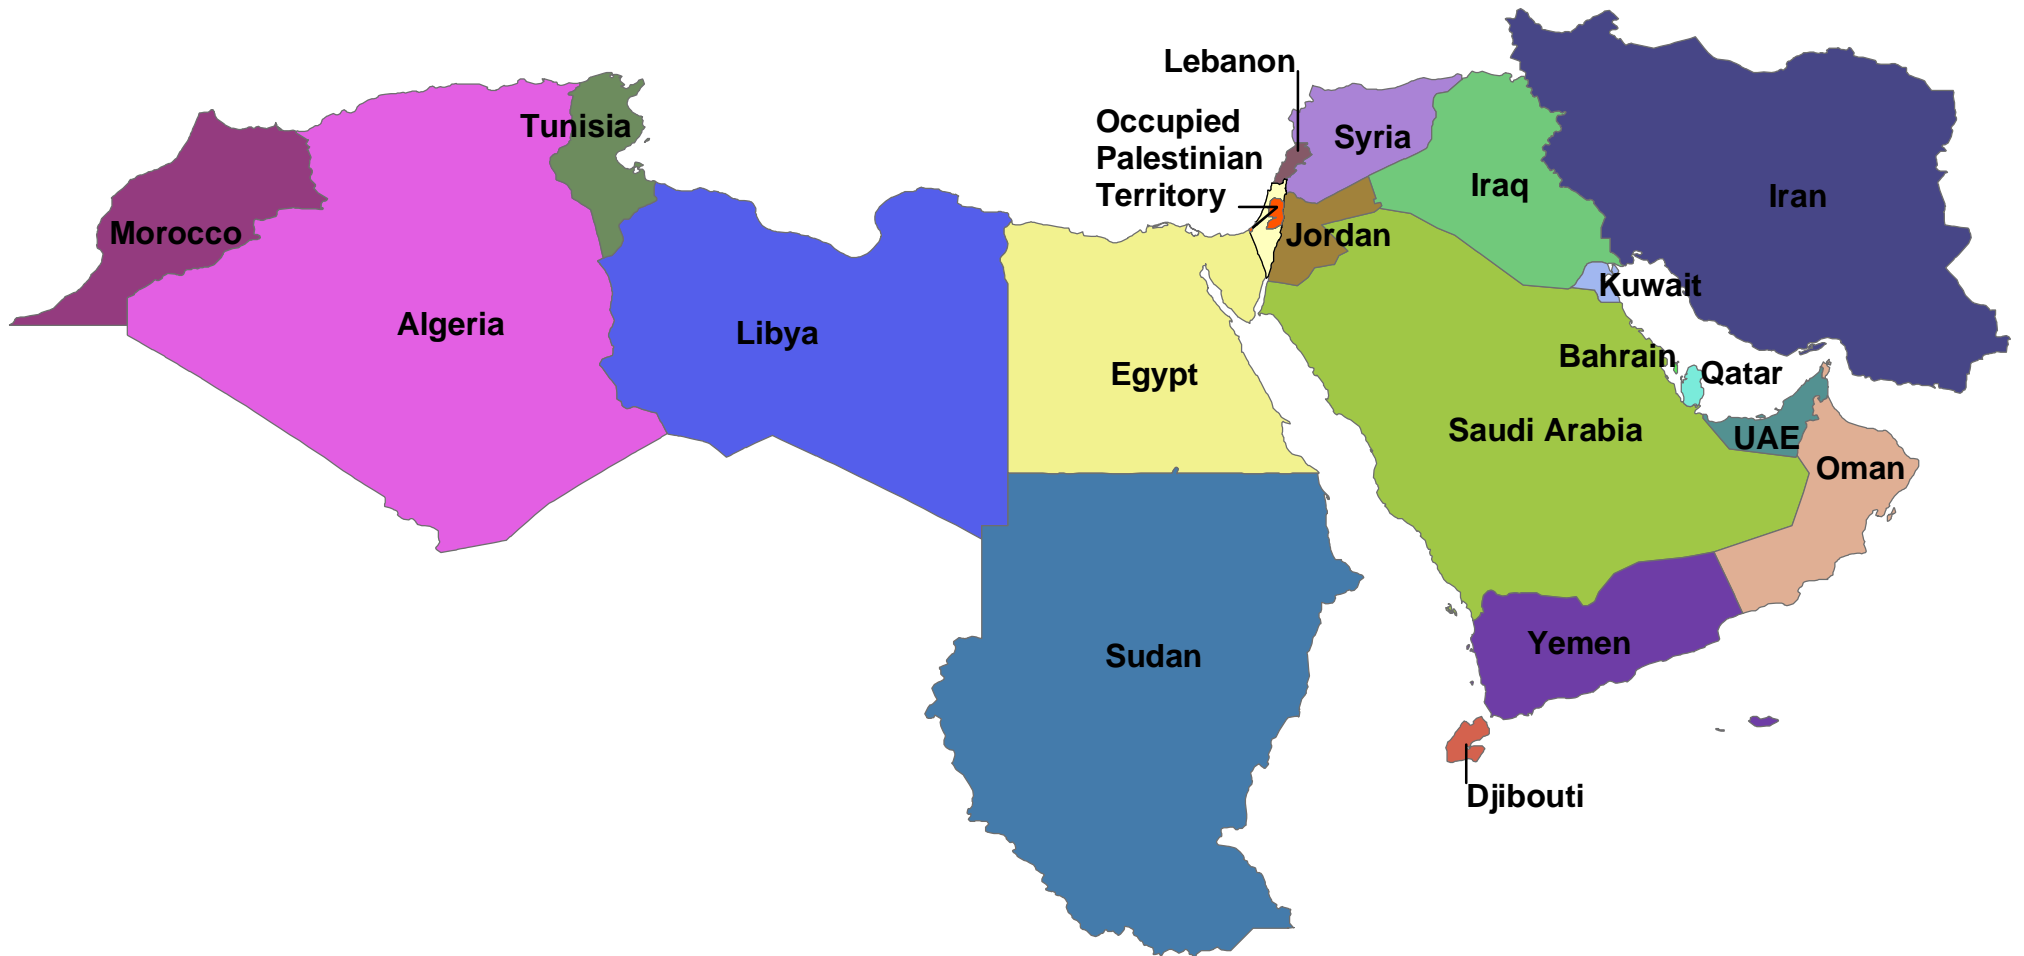 Lebanon
Occupied
Palestinian
Territory
Tunisia
Syria
Iraq
Iran
Morocco
Jordan
Kuwait
Algeria
Libya
Egypt
Bahrain
Qatar
Saudi Arabia
UAE
Oman
Yemen
Sudan
Djibouti